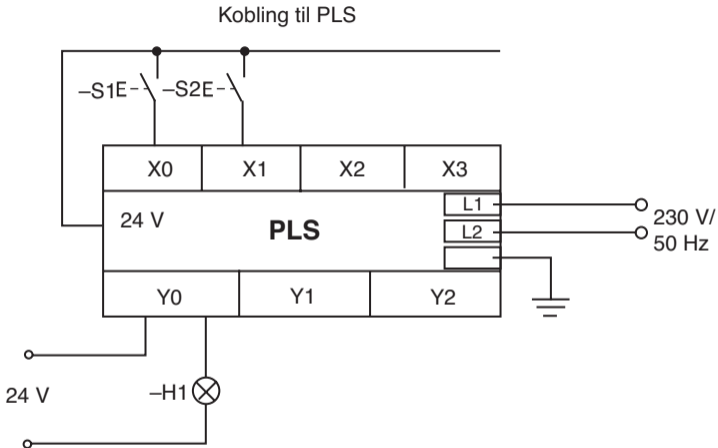 Kobling til PLS
–S1E
–S2E
X0 X1 X2 X3
24 V
PLS
L1
L2
230 V/
50 Hz
Y0 Y1 Y2
24 V
–H1